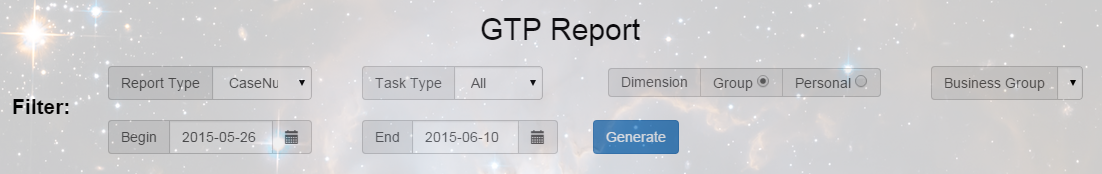 GTP Report
Filter:
Report Type CaseNu Task Type All Dimension Group Personal Business Group
Begin 2015-05-26 End 2015-06-10 Generate